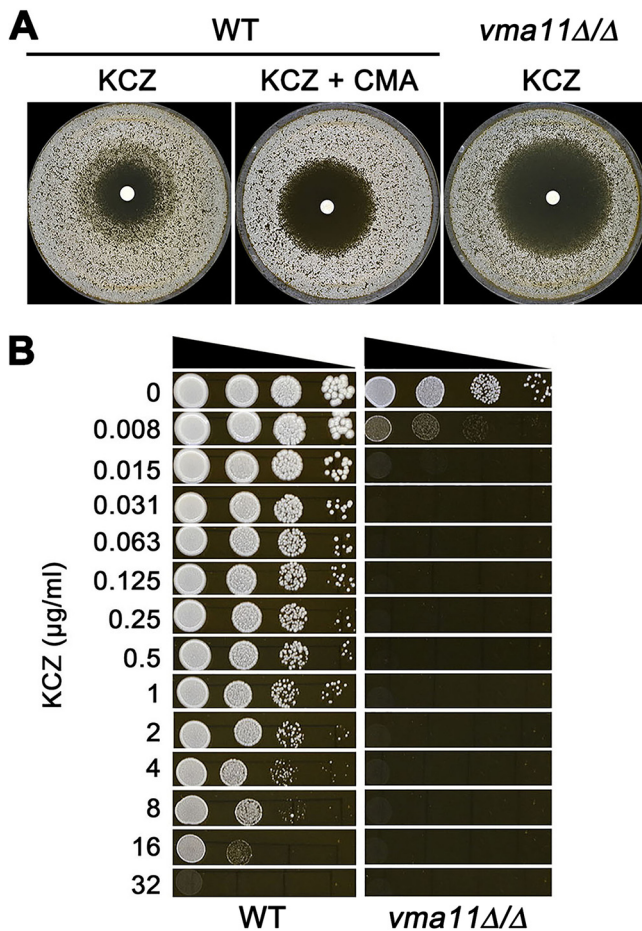 A
WT
vma11Δ/Δ
KCZ
KCZ + CMA
KCZ
B
0
0.008
0.015
0.031
0.063
0.125
0.25
0.5
1
2
4
8
16
32
KCZ (µg/ml)
WT
vma11Δ/Δ